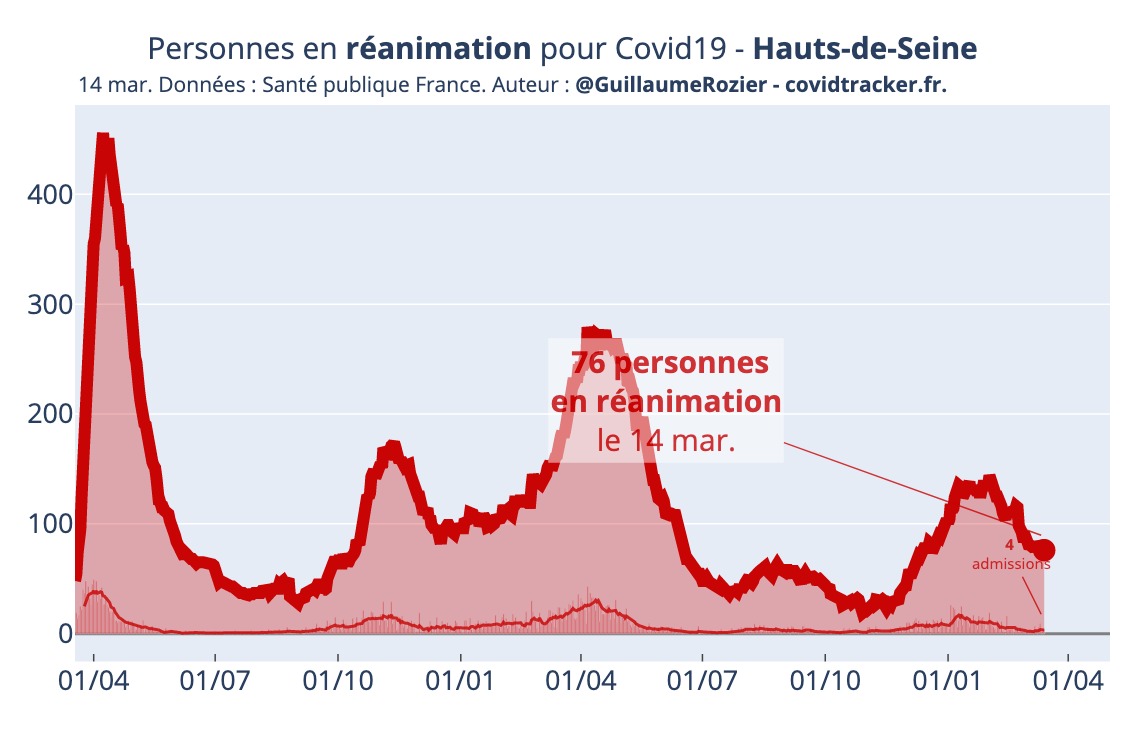 Personnes en réanimation pour Covid19 - Hauts-de-Seine
14 mar. Données : Santé publique France. Auteur : @GuillaumeRozier - covidtracker.fr.
400
300
200
100
0
76 personnes
en réanimation
le 14 mar.
4
admissions
01/04 01/07 01/10 01/01 01/04 01/07 01/10 01/01 01/04